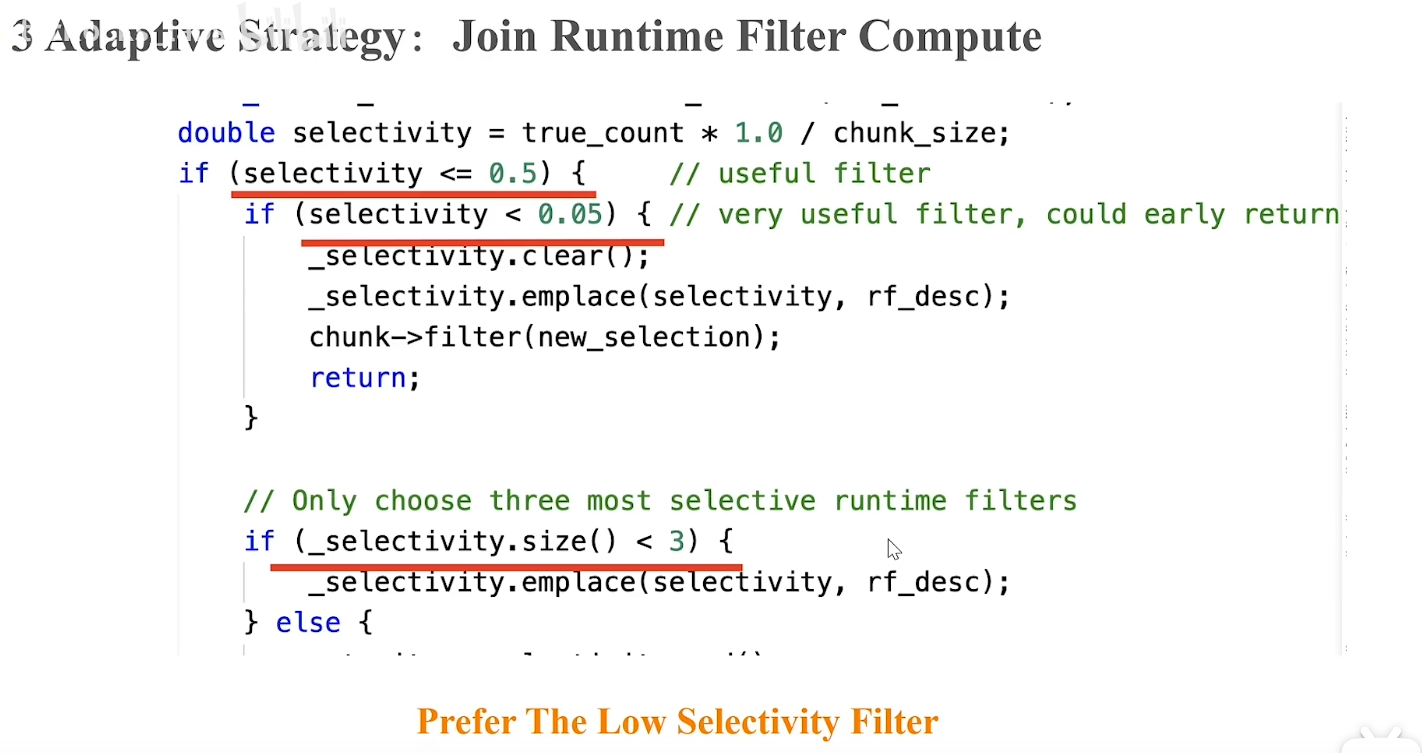 3 Adaptive Strategy: Join Runtime Filter Compute
double selectivity = true_count * 1.0 / chunk_size;
if (selectivity <= 0.5) {     // useful filter
if (selectivity < 0.05) { // very useful filter, could early return
_selectivity.clear();
_selectivity.emplace(selectivity, rf_desc);
chunk->filter(new_selection);
return;
}
// Only choose three most selective runtime filters
if (_selectivity.size() < 3) {
_selectivity.emplace(selectivity, rf_desc);
} else {
Prefer The Low Selectivity Filter